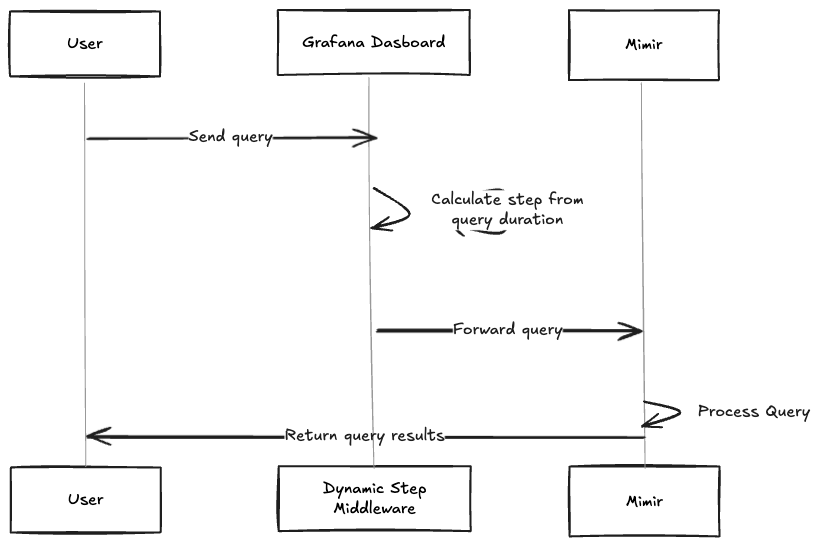 User
Grafana Dasboard
Mimir
Send query
Calculate step from
query duration
Forward query
Process Query
Return query results
User
Dynamic Step
Middleware
Mimir